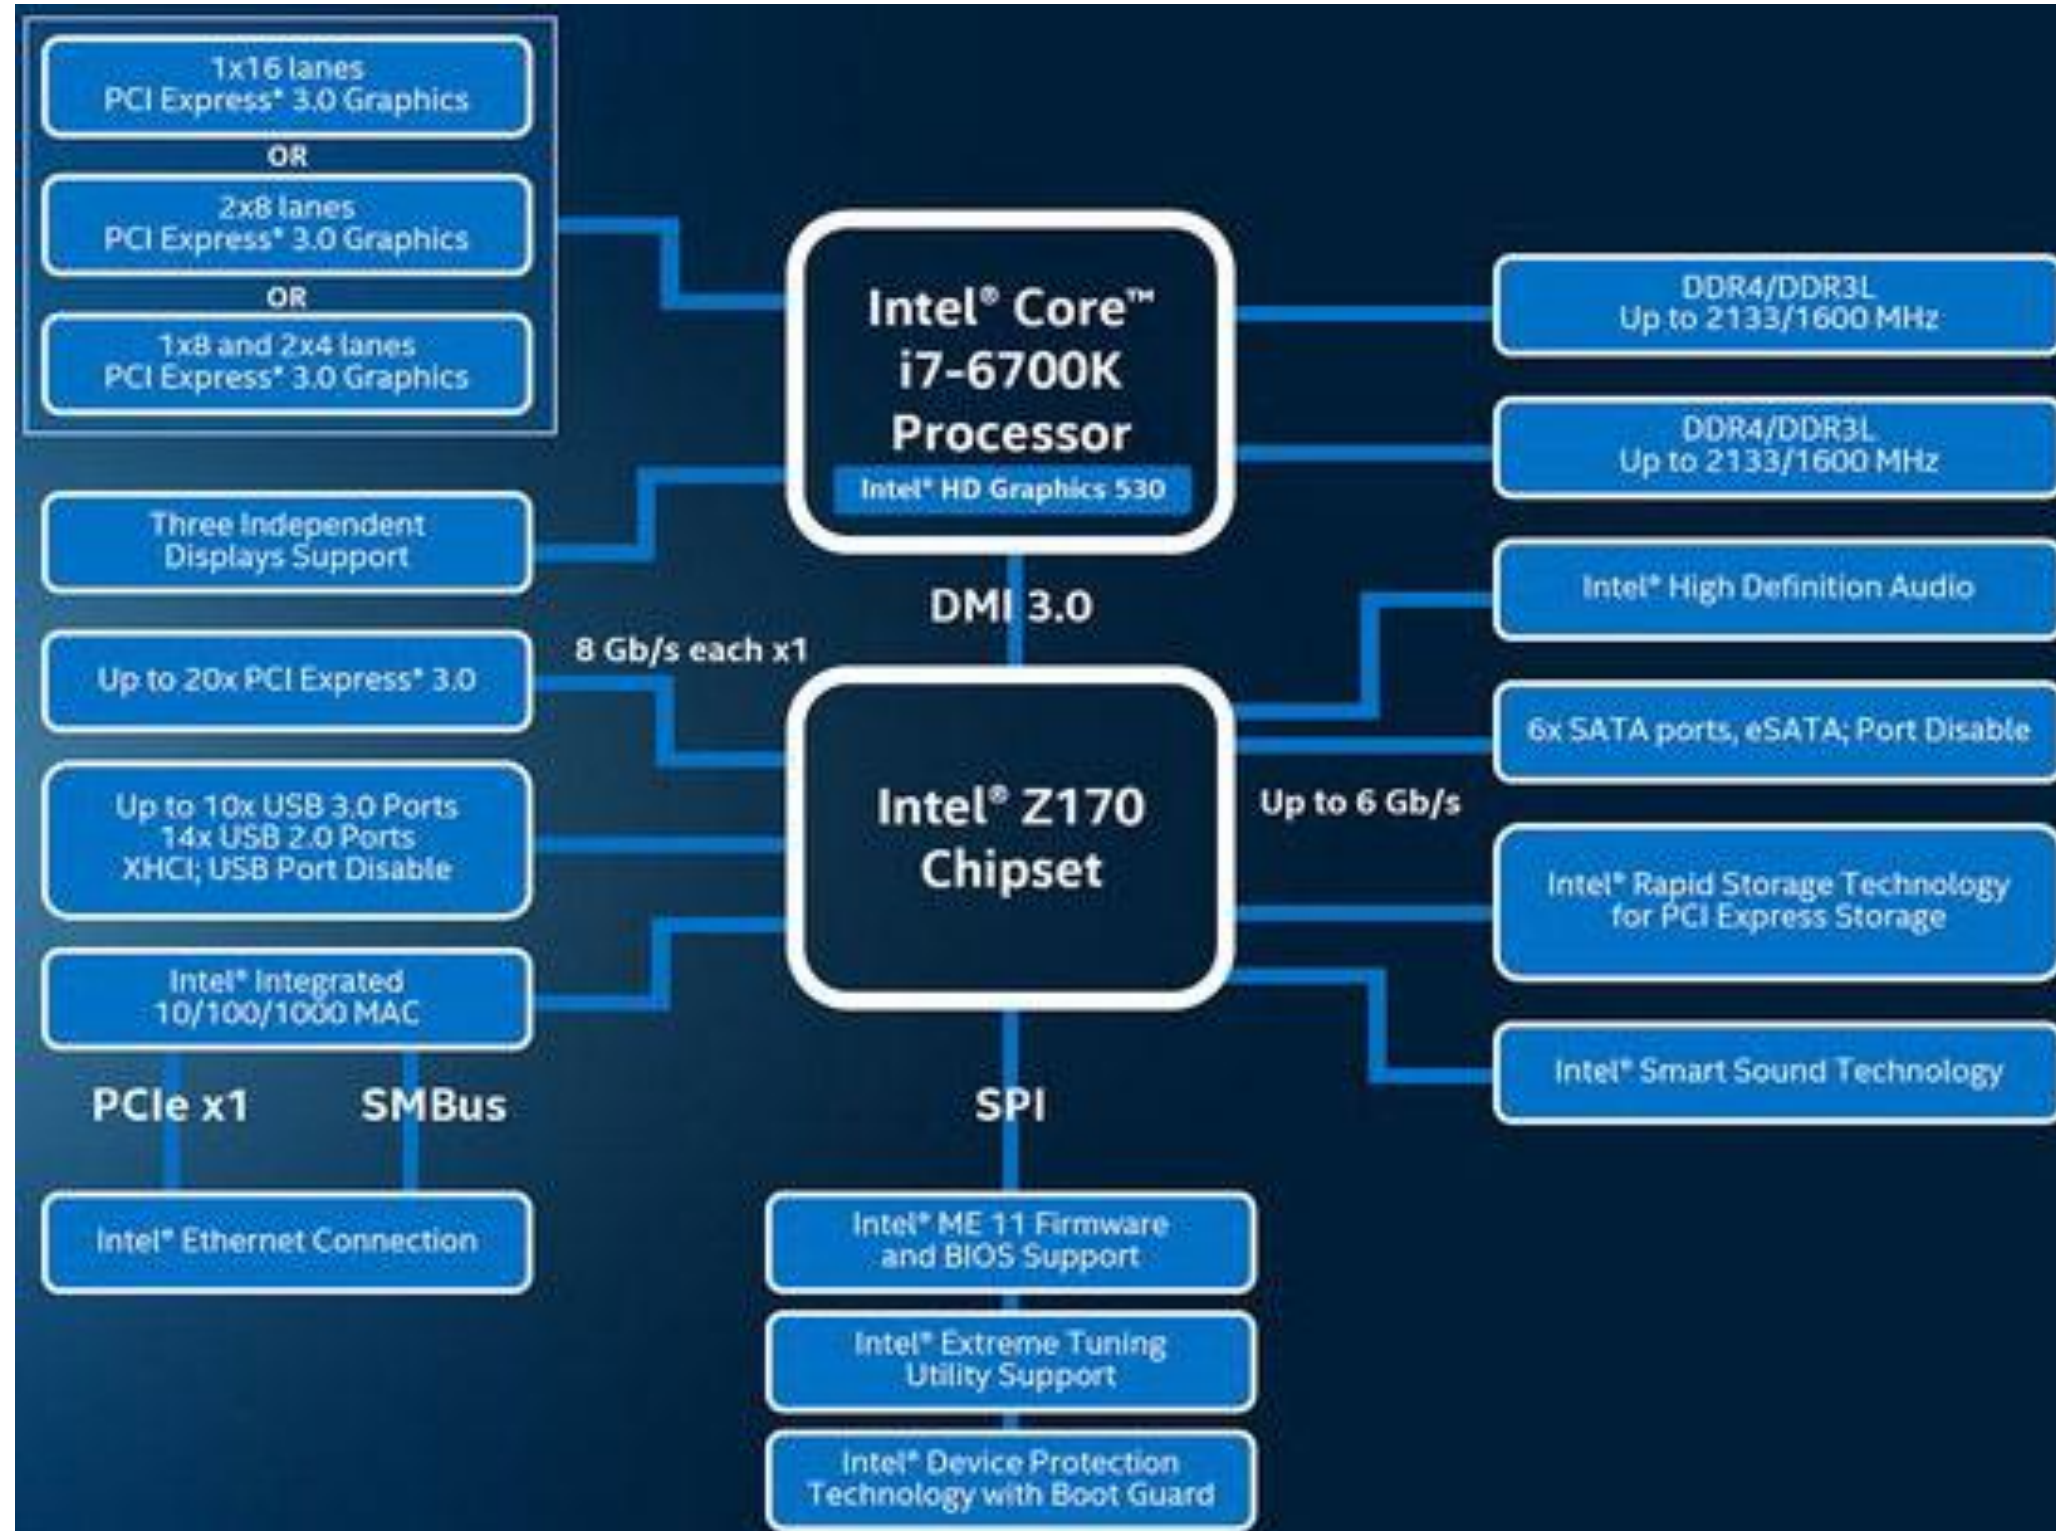 1x16 lanes
PCI Express* 3.0 Graphics
OR
2x8 lanes
PCI Express* 3.0 Graphics
OR
1x8 and 2x4 lanes
PCI Express* 3.0 Graphics
Three Independent
Displays Support
Up to 20x PCI Express* 3.0
8 Gb/s each x1
Up to 10x USB 3.0 Ports
14x USB 2.0 Ports
XHCI; USB Port Disable
Intel® Integrated
10/100/1000 MAC
PCIe x1
SMBus
Intel® Ethernet Connection
Intel® Core™
i7-6700K
Processor
Intel® HD Graphics 530
DMI 3.0
Intel® Z170
Chipset
SPI
Intel® ME 11 Firmware
and BIOS Support
Intel® Extreme Tuning
Utility Support
Intel® Device Protection
Technology with Boot Guard
DDR4/DDR3L
Up to 2133/1600 MHz
DDR4/DDR3L
Up to 2133/1600 MHz
Intel® High Definition Audio
6x SATA ports, eSATA; Port Disable
Up to 6 Gb/s
Intel® Rapid Storage Technology
for PCI Express Storage
Intel® Smart Sound Technology